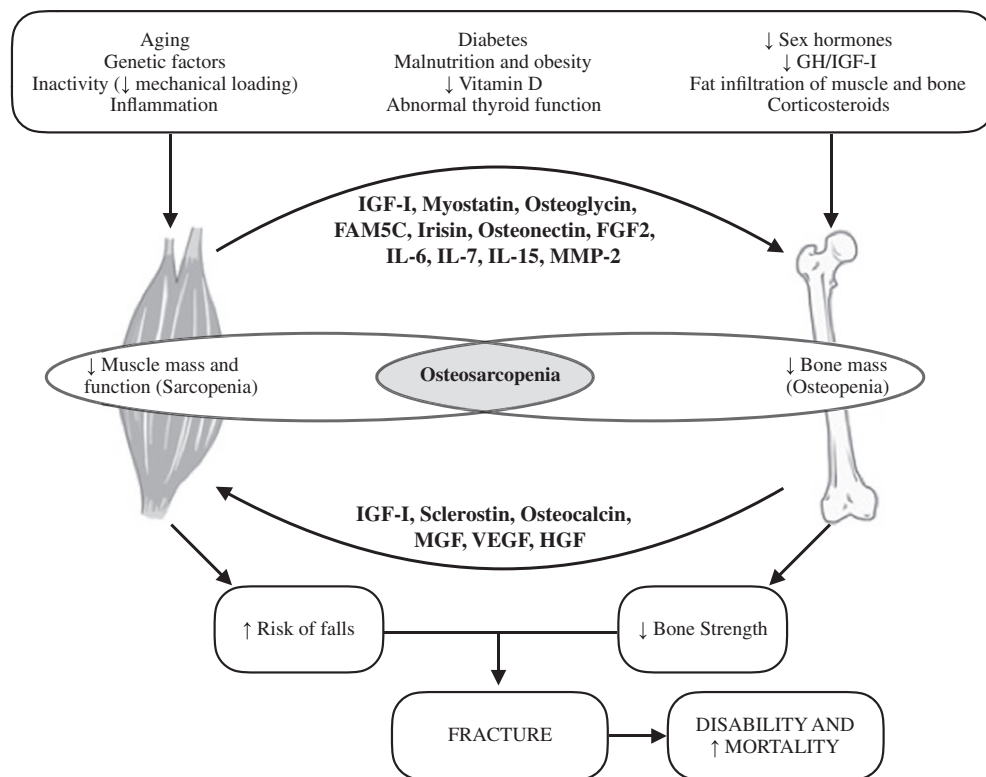 Aging
Genetic factors
Inactivity (↓ mechanical loading)
Inflammation
Diabetes
Malnutrition and obesity
↓ Vitamin D
Abnormal thyroid function
↓ Sex hormones
↓ GH/IGF-I
Fat infiltration of muscle and bone
Corticosteroids
IGF-I, Myostatin, Osteoglycin,
FAM5C, Irisin, Osteonectin, FGF2,
IL-6, IL-7, IL-15, MMP-2
↓ Muscle mass and
function (Sarcopenia)
Osteosarcopenia
↓ Bone mass
(Osteopenia)
IGF-I, Sclerostin, Osteocalcin,
MGF, VEGF, HGF
↑ Risk of falls
↓ Bone Strength
FRACTURE
DISABILITY AND
↑ MORTALITY